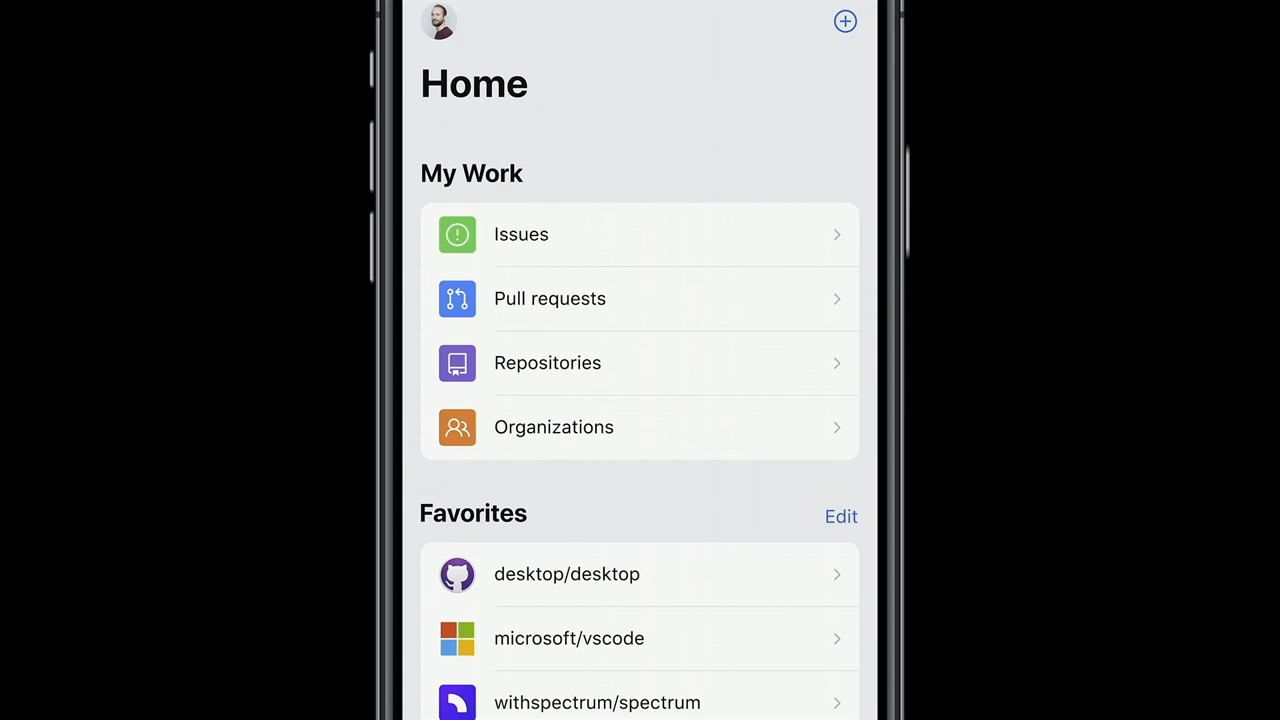 Home
My Work
Issues
Pull requests
Repositories
Organizations
Favorites
Edit
desktop/desktop
microsoft/vscode
withspectrum/spectrum